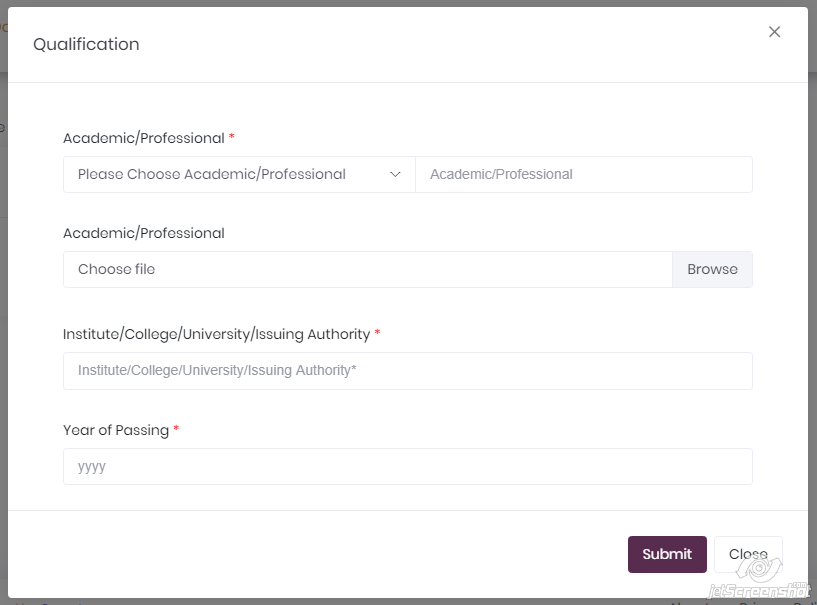 Qualification
Academic/Professional *
Please Choose Academic/Professional
Academic/Professional
Academic/Professional
Choose file
Browse
Institute/College/University/Issuing Authority *
Institute/College/University/Issuing Authority*
Year of Passing *
yyyy
Submit
Close
jetScreenshot
.com